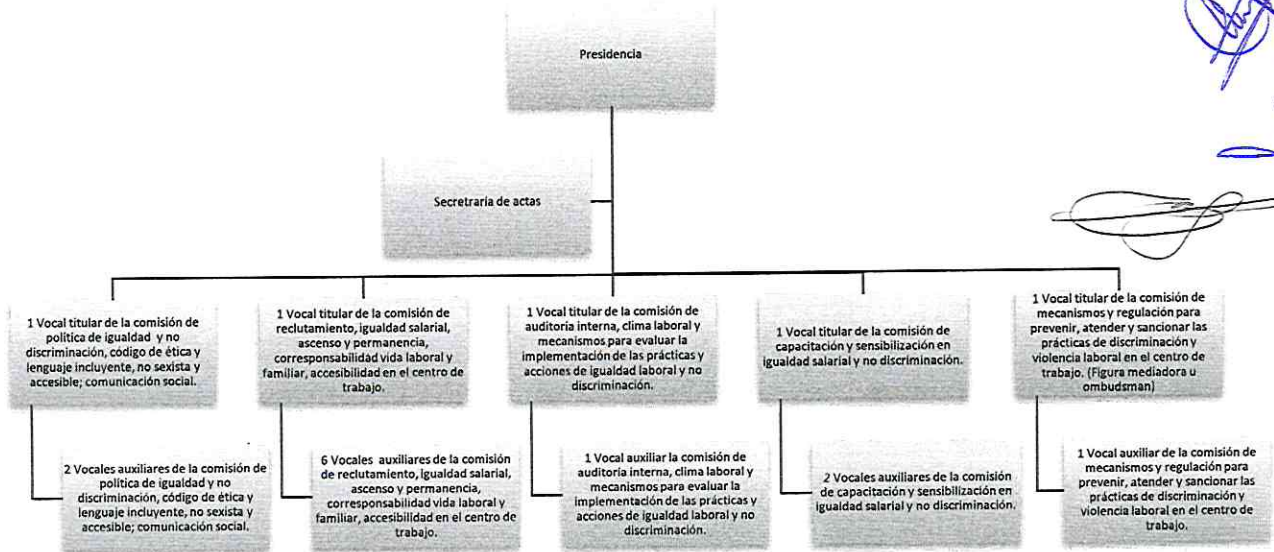 Presidencia
Secretraría de actas
1 Vocal titular de la comisión de
política de igualdad y no
discriminación, código de ética y
lenguaje incluyente, no sexista y
accesible; comunicación social.
1 Vocal titular de la comisión de
reclutamiento, igualdad salarial,
ascenso y permanencia,
corresponsabilidad vida laboral y
familiar, accesibilidad en el centro de
trabajo.
1 Vocal titular de la comisión de
auditoría interna, clima laboral y
mecanismos para evaluar la
implementación de las prácticas y
acciones de igualdad laboral y no
discriminación.
1 Vocal titular de la comisión de
capacitación y sensibilización en
igualdad salarial y no discriminación.
1 Vocal titular de la comisión de
mecanismos y regulación para
prevenir, atender y sancionar las
prácticas de discriminación y
violencia laboral en el centro de
trabajo. (Figura mediadora u
ombudsman)
2 Vocales auxiliares de la comisión de
política de igualdad y no
discriminación, código de ética y
lenguaje incluyente, no sexista y
accesible; comunicación social.
6 Vocales auxiliares de la comisión
de reclutamiento, igualdad salarial,
ascenso y permanencia,
corresponsabilidad vida laboral y
familiar, accesibilidad en el centro de
trabajo.
1 Vocal auxiliar la comisión de
auditoría interna, clima laboral y
mecanismos para evaluar la
implementación de las prácticas y
acciones de igualdad laboral y no
discriminación.
2 Vocales auxiliares de la comisión
de capacitación y sensibilización en
igualdad salarial y no discriminación.
1 Vocal auxiliar de la comisión de
mecanismos y regulación para
prevenir, atender y sancionar las
prácticas de discriminación y
violencia laboral en el centro de
trabajo.